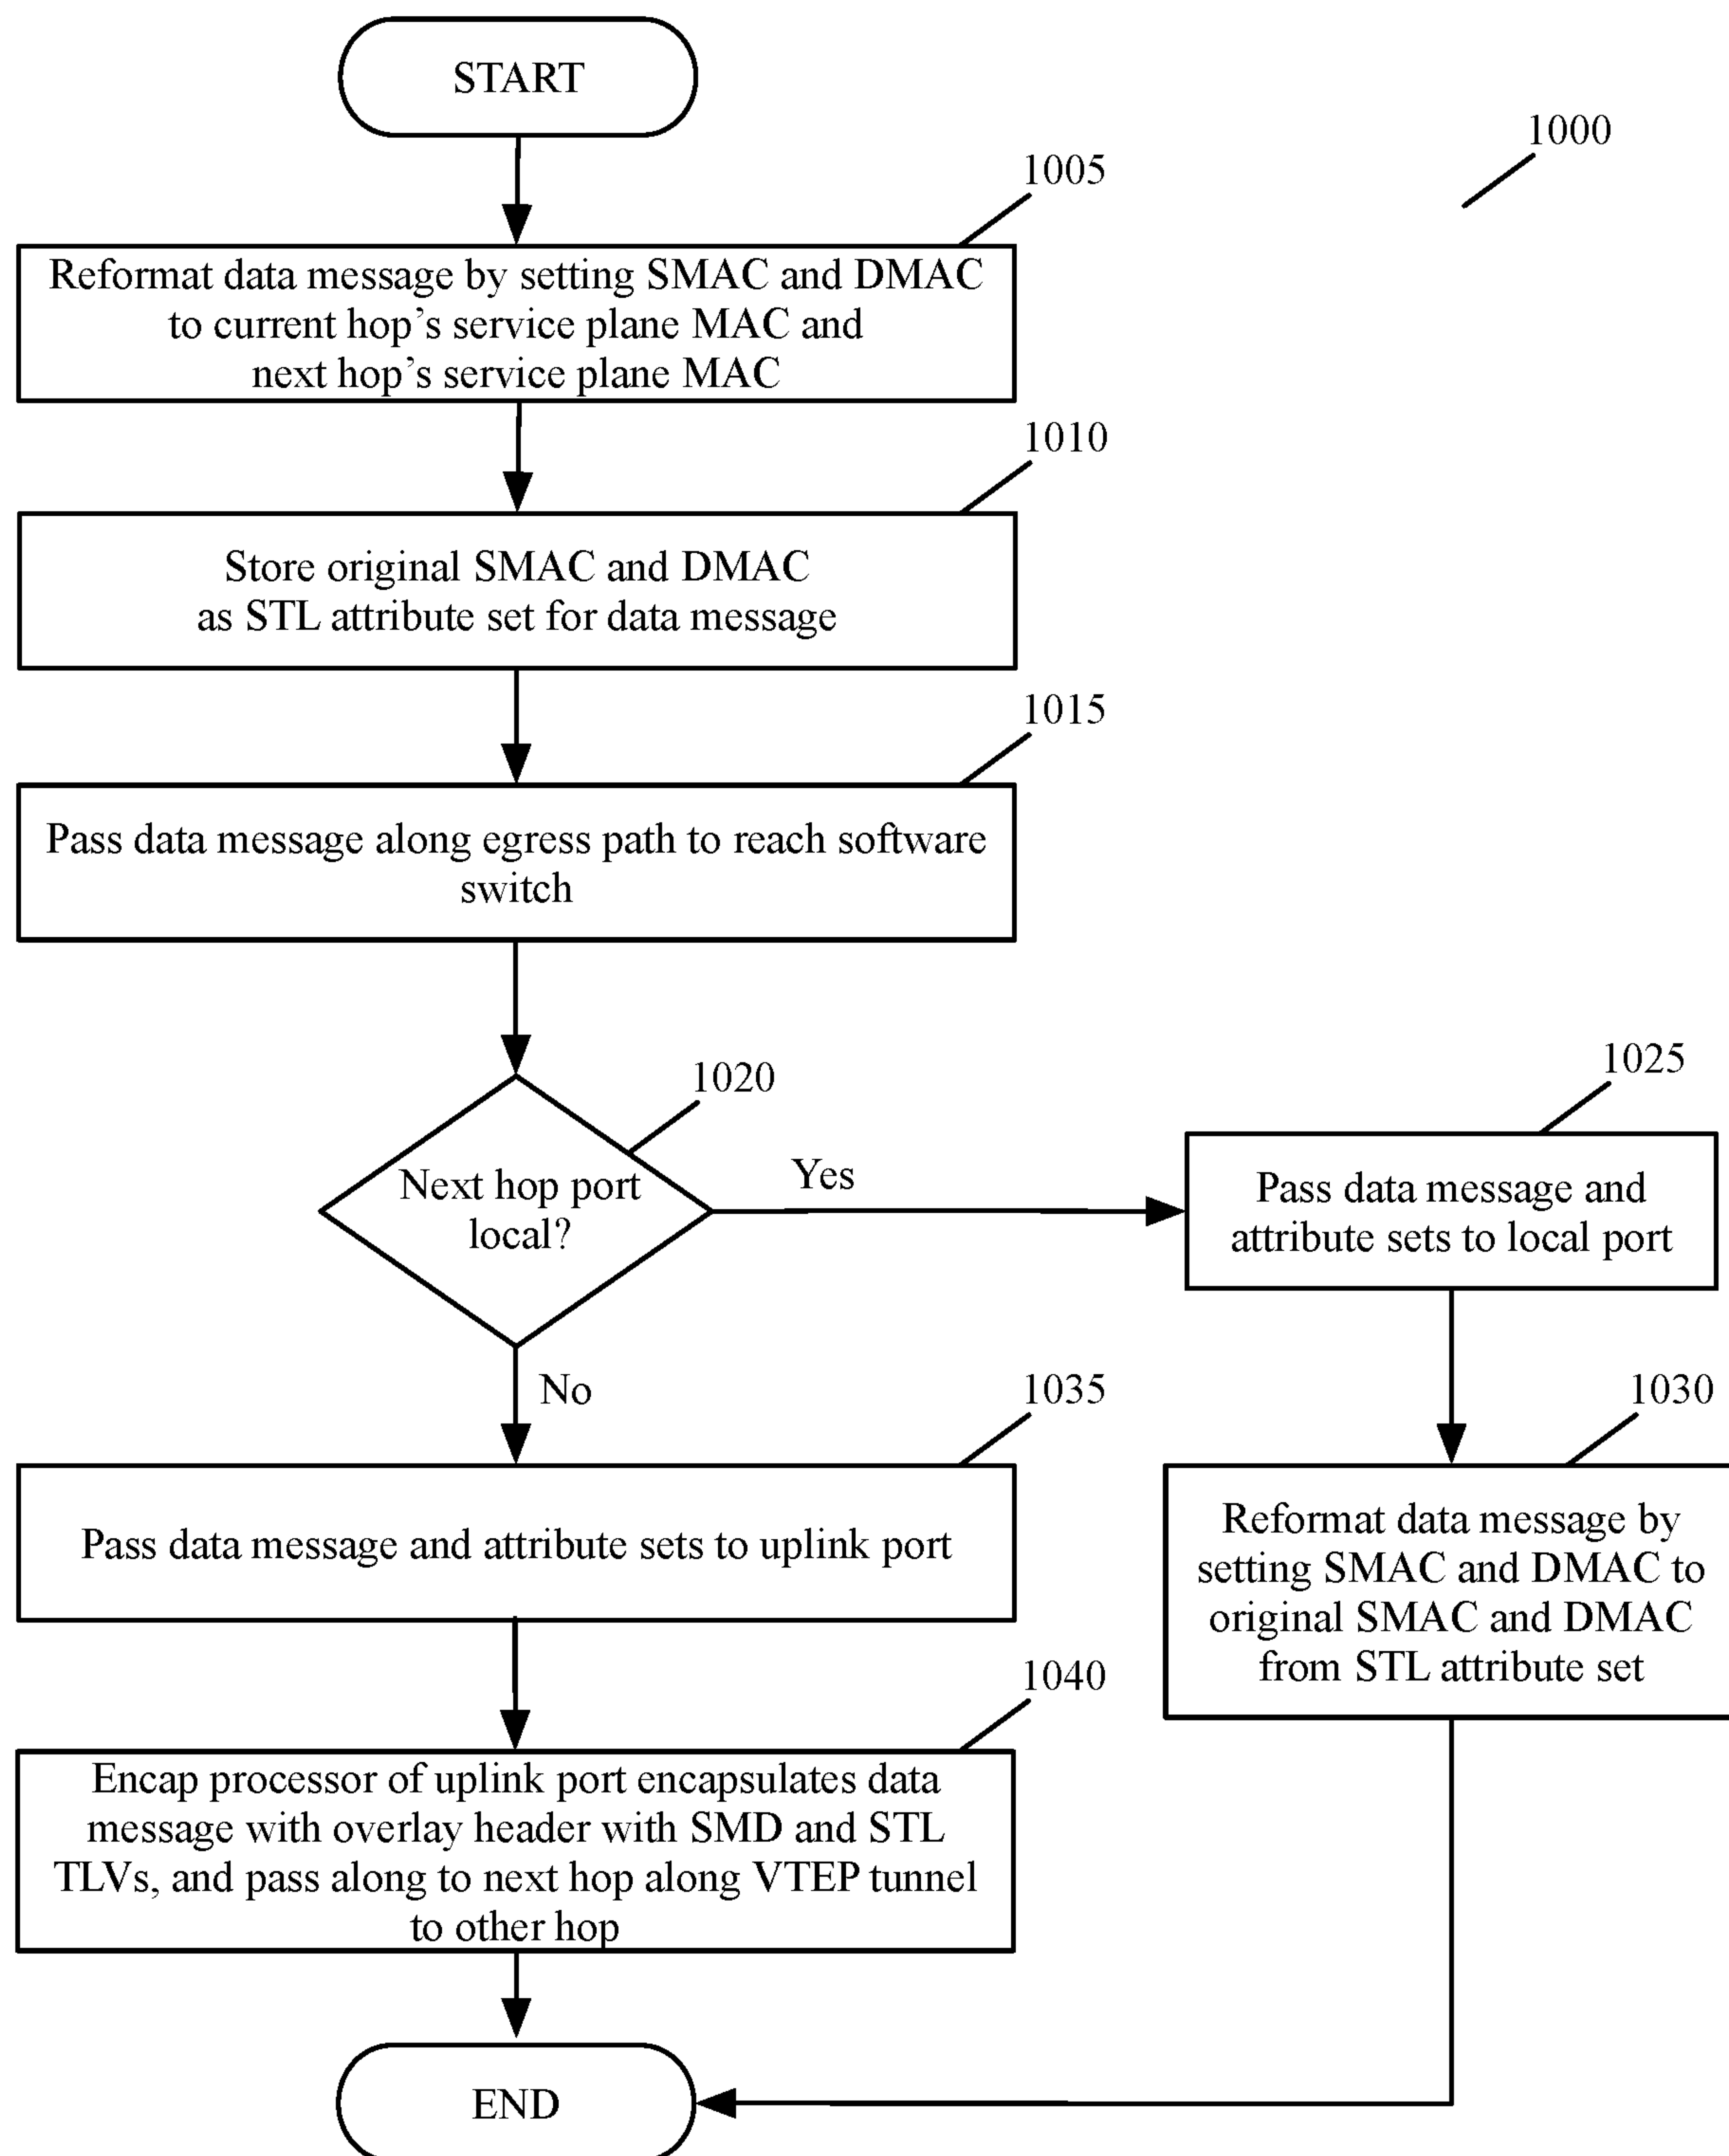 START
1000
1005
Reformat data message by setting SMAC and DMAC
to current hop’s service plane MAC and
next hop’s service plane MAC
1010
Store original SMAC and DMAC
as STL attribute set for data message
1015
Pass data message along egress path to reach software
switch
1020
Next hop port
local?
Yes
1025
Pass data message and
attribute sets to local port
No
1035
Pass data message and attribute sets to uplink port
1030
Reformat data message by
setting SMAC and DMAC to
original SMAC and DMAC
from STL attribute set
1040
Encap processor of uplink port encapsulates data
message with overlay header with SMD and STL
TLVs, and pass along to next hop along VTEP tunnel
to other hop
END